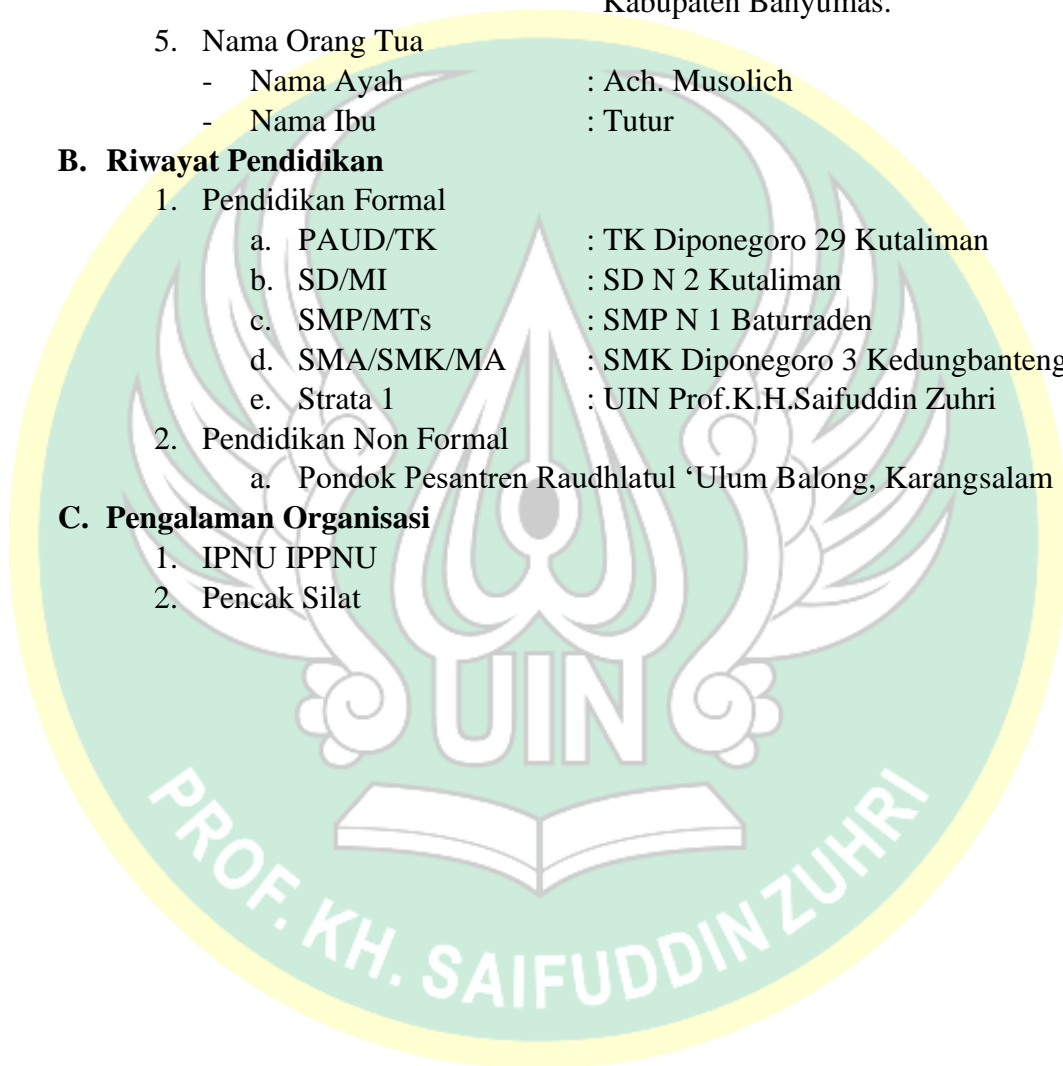 Kabupaten Banyumas.
5. Nama Orang Tua
- Nama Ayah : Ach. Musolich
- Nama Ibu : Tutur
B. Riwayat Pendidikan
1. Pendidikan Formal
a. PAUD/TK : TK Diponegoro 29 Kutaliman
b. SD/MI : SD N 2 Kutaliman
c. SMP/MTs : SMP N 1 Baturraden
d. SMA/SMK/MA : SMK Diponegoro 3 Kedungbanteng
e. Strata 1 : UIN Prof.K.H.Saifuddin Zuhri
2. Pendidikan Non Formal
a. Pondok Pesantren Raudhlatul ‘Ulum Balong, Karangsalam
C. Pengalaman Organisasi
1. IPNU IPPNU
2. Pencak Silat
UIN
PROF. KH. SAIFUDDIN ZUHRI